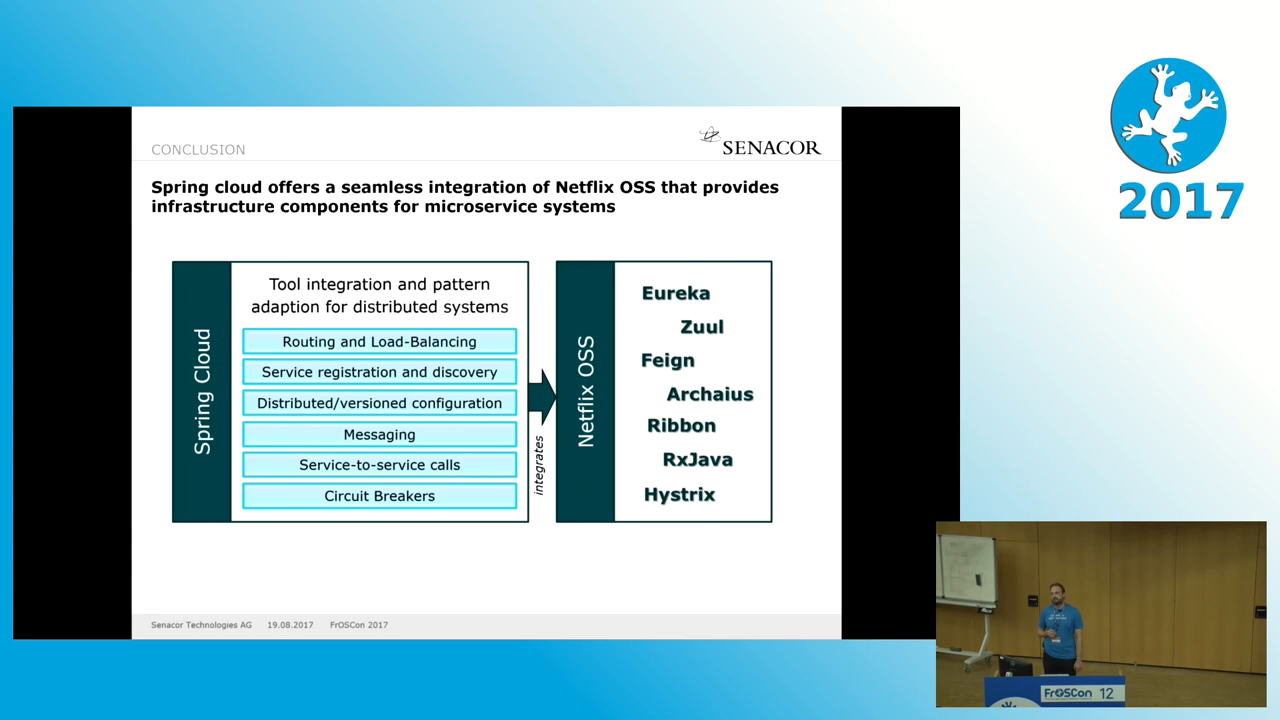 CONCLUSION
SENACOR
Spring cloud offers a seamless integration of Netflix OSS that provides
infrastructure components for microservice systems
Spring Cloud
Tool integration and pattern
adaption for distributed systems
Routing and Load-Balancing
Service registration and discovery
Distributed/versioned configuration
Messaging
Service-to-service calls
Circuit Breakers
integrates
Netflix OSS
Eureka
Zuul
Feign
Archaius
Ribbon
RxJava
Hystrix
Senacor Technologies AG 19.08.2017 FrOSCon 2017
2017
FrOSCon 12